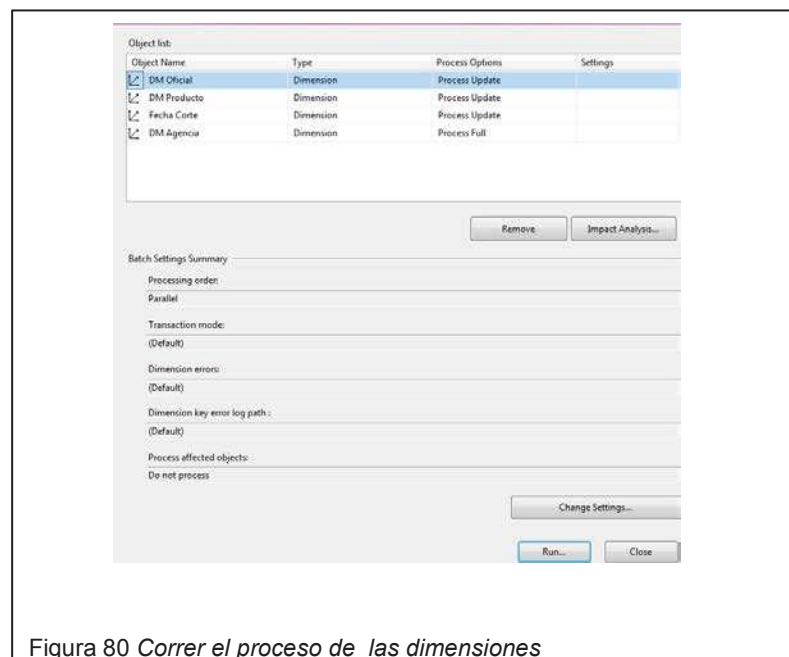 Object list:
Object Name Type Process Options Settings
DM Oficial Dimension Process Update
DM Producto Dimension Process Update
Fecha Corte Dimension Process Update
DM Agencia Dimension Process Full
Remove Impact Analysis...
Batch Settings Summary
Processing order:
Parallel
Transaction mode:
(Default)
Dimension errors:
(Default)
Dimension key error log path :
(Default)
Process affected objects:
Do not process
Change Settings...
Run... Close
Figura 80 Correr el proceso de las dimensiones